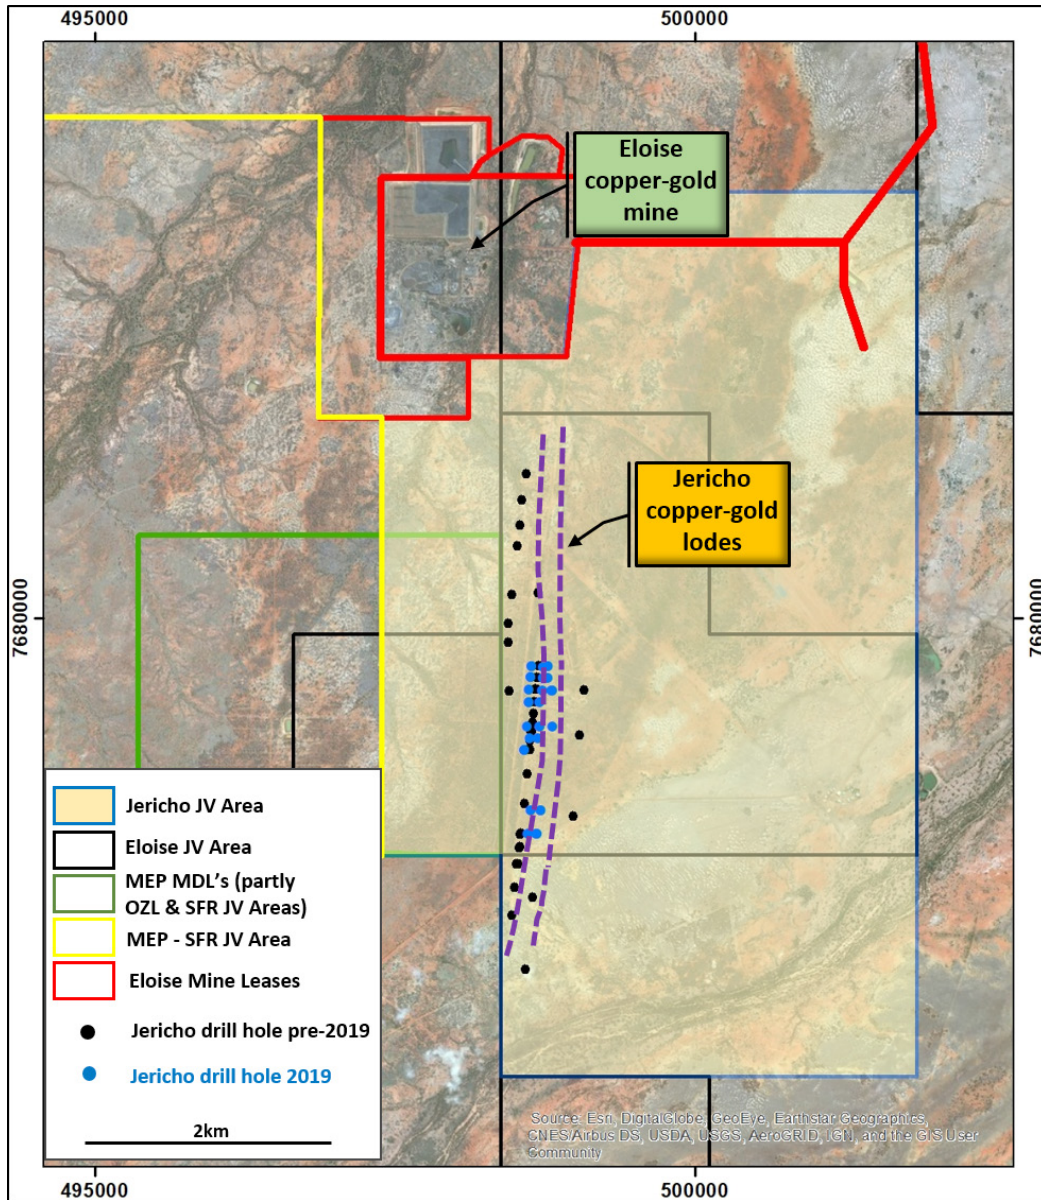 495000
500000
Eloise
copper-gold
mine
Jericho
copper-gold
lodes
7680000
7680000
Jericho JV Area
Eloise JV Area
MEP MDL's (partly
OZL & SFR JV Areas)
MEP - SFR JV Area
Eloise Mine Leases
Jericho drill hole pre-2019
Jericho drill hole 2019
2km
Source: Esri, DigitalGlobe, GeoEye, Earthstar Geographics,
CNES/Airbus DS, USDA, USGS, AeroGRID, IGN, and the GIS User
Community
495000
500000